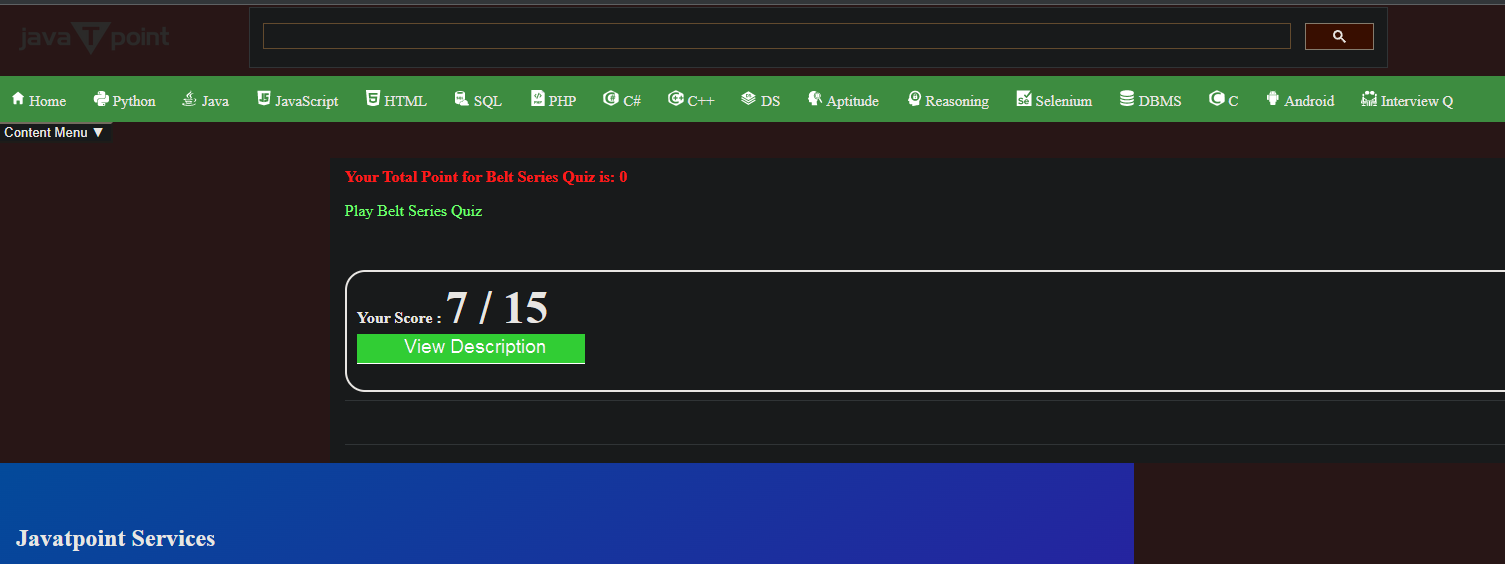 javaTpoint
Home Python Java JavaScript HTML SQL PHP C# C++ DS Aptitude Reasoning Selenium DBMS C Android Interview Q
Content Menu ▼
Your Total Point for Belt Series Quiz is: 0
Play Belt Series Quiz
Your Score : 7 / 15
View Description
Javatpoint Services